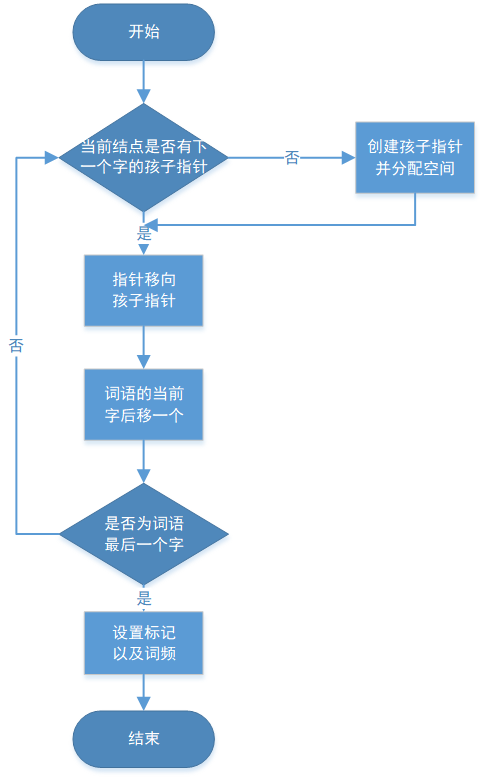 开始
当前结点是否有下
一个字的孩子指针
否
创建孩子指针
并分配空间
是
指针移向
孩子指针
否
词语的当前
字后移一个
是否为词语
最后一个字
是
设置标记
以及词频
结束